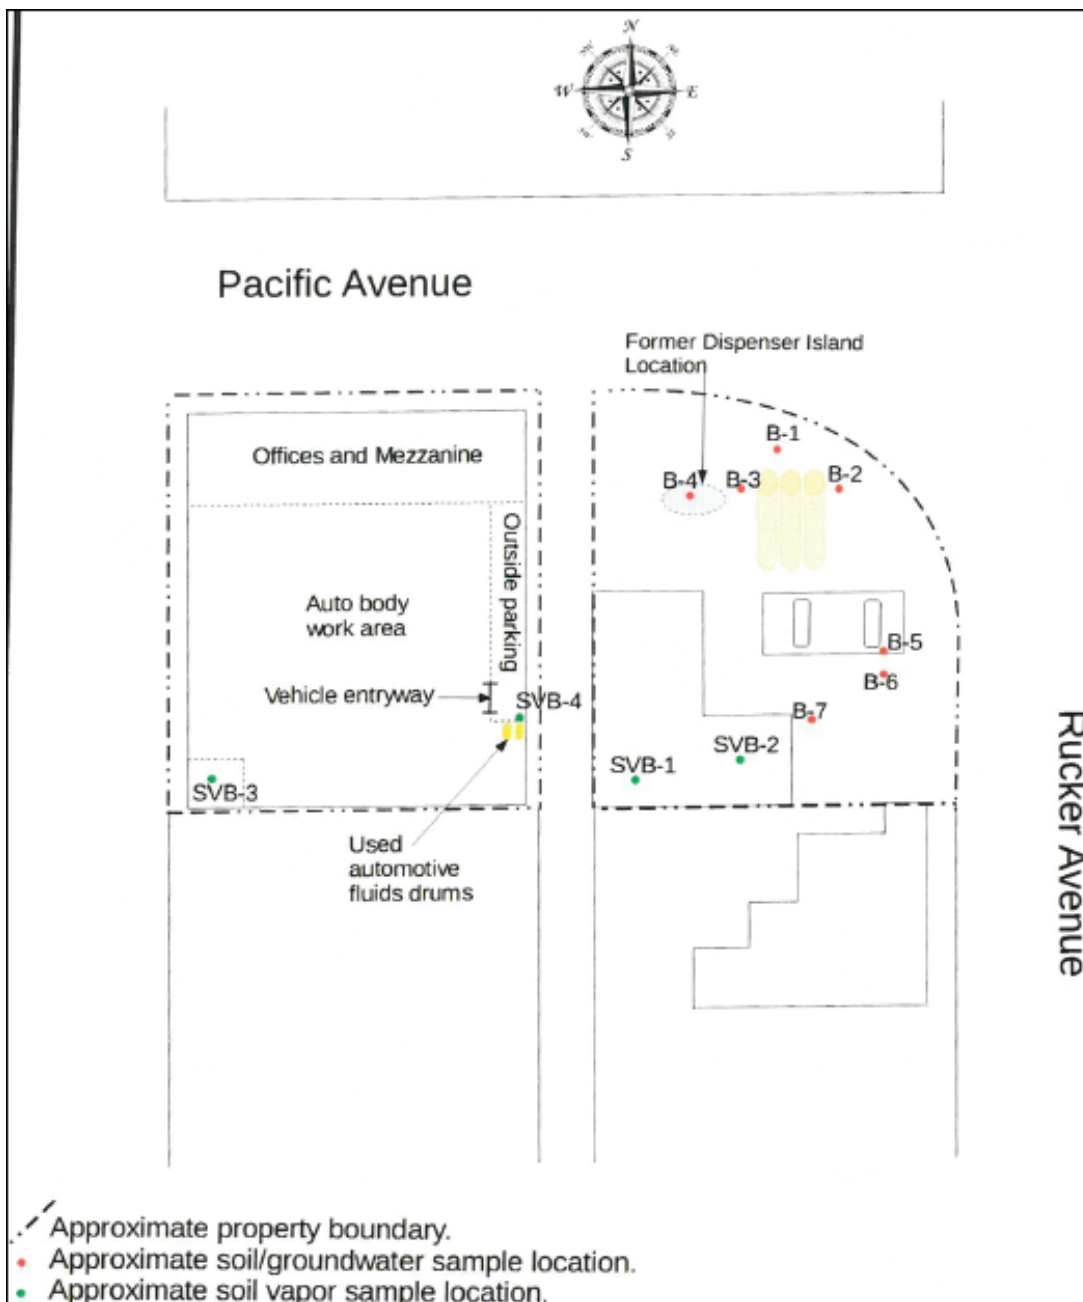 N
W
E
S
Pacific Avenue
Former Dispenser Island
Location
B-1
B-4
B-3
B-2
Offices and Mezzanine
Outside parking
Auto body
work area
B-5
B-6
Vehicle entryway
SVB-4
B-7
Rucker Avenue
SVB-2
SVB-1
SVB-3
Used
automotive
fluids drums
Approximate property boundary.
Approximate soil/groundwater sample location.
Approximate soil vapor sample location.